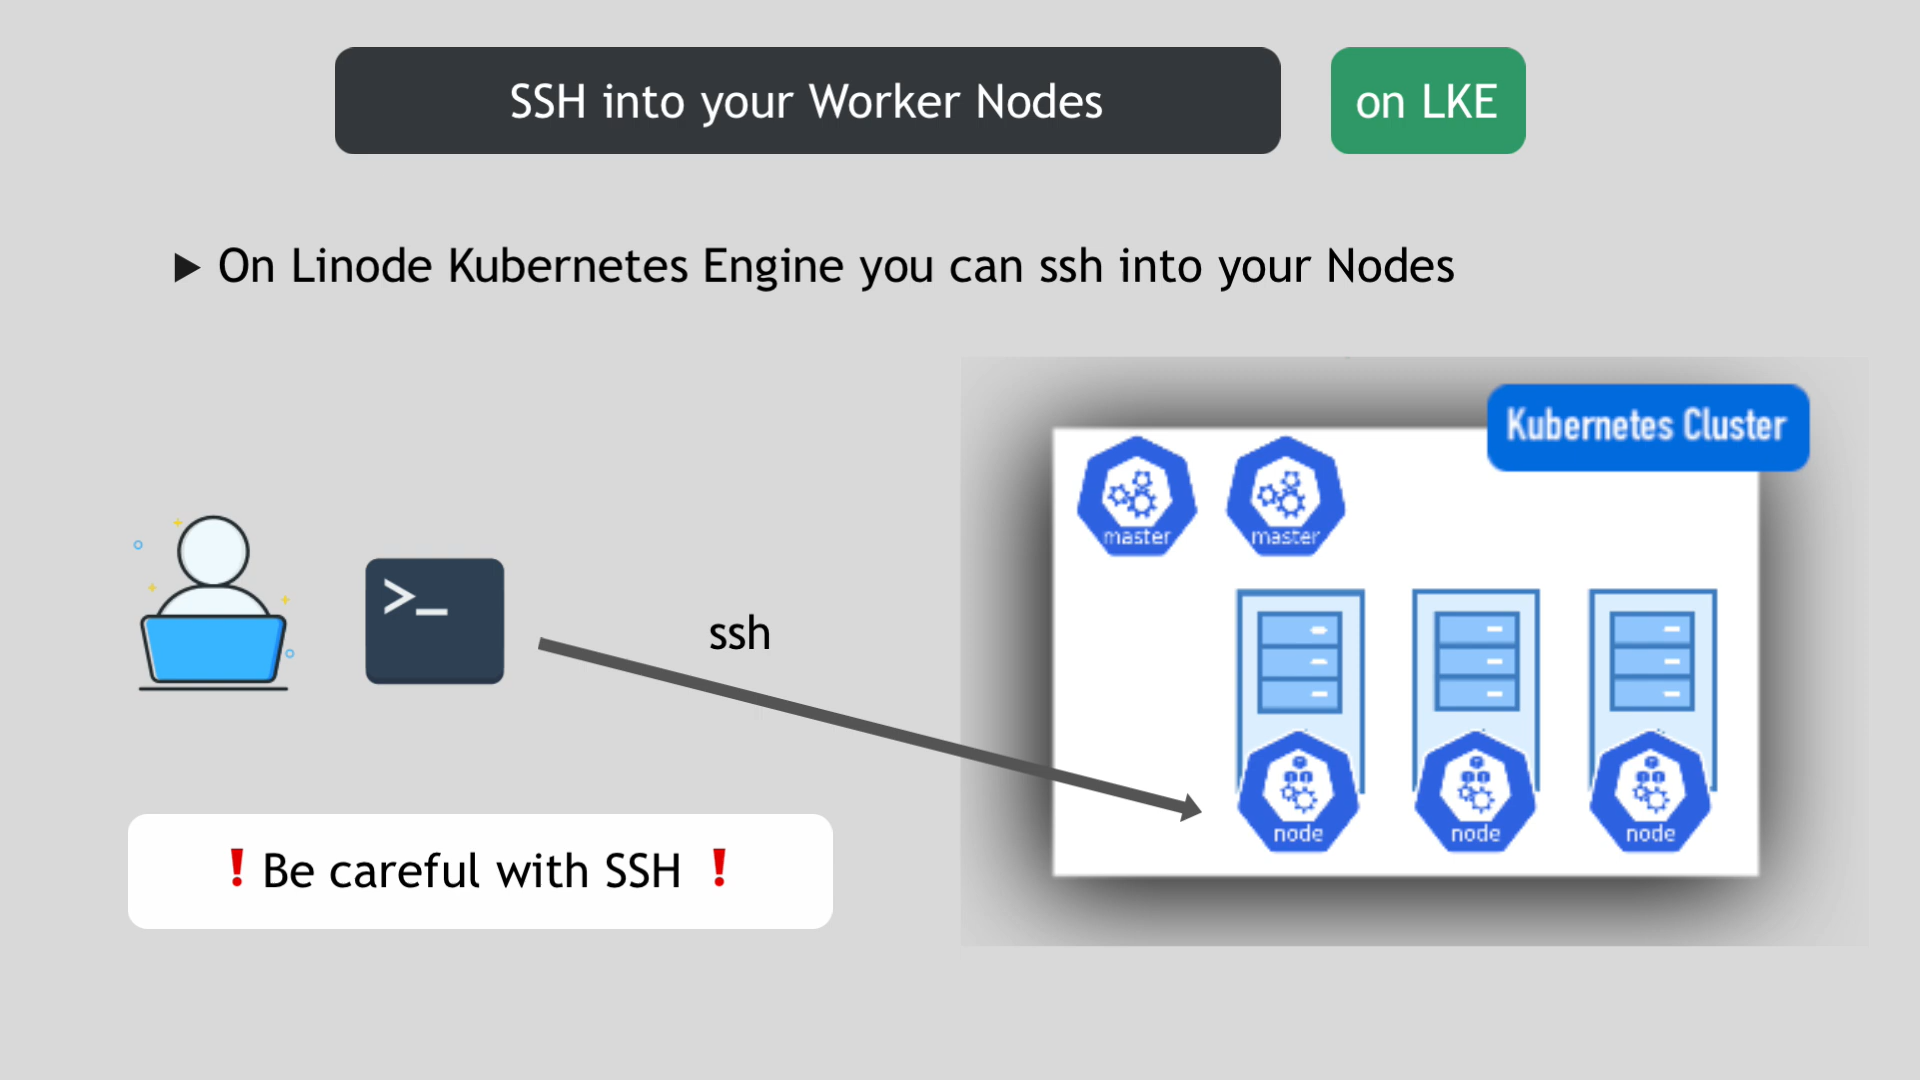 SSH into your Worker Nodes
on LKE
▶ On Linode Kubernetes Engine you can ssh into your Nodes
Kubernetes Cluster
master
master
>_
ssh
node
node
node
❗ Be careful with SSH ❗